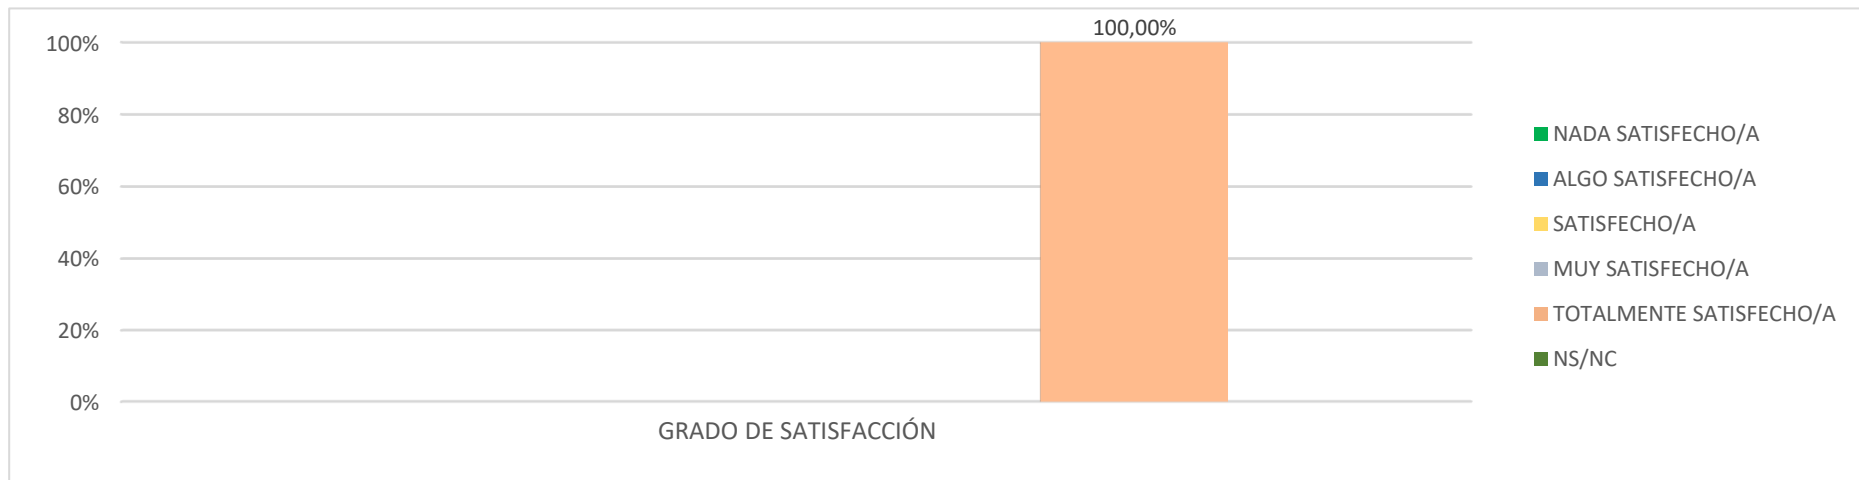 100,00%
100%
80%
60%
40%
20%
0%
GRADO DE SATISFACCIÓN
NADA SATISFECHO/A
ALGO SATISFECHO/A
SATISFECHO/A
MUY SATISFECHO/A
TOTALMENTE SATISFECHO/A
NS/NC